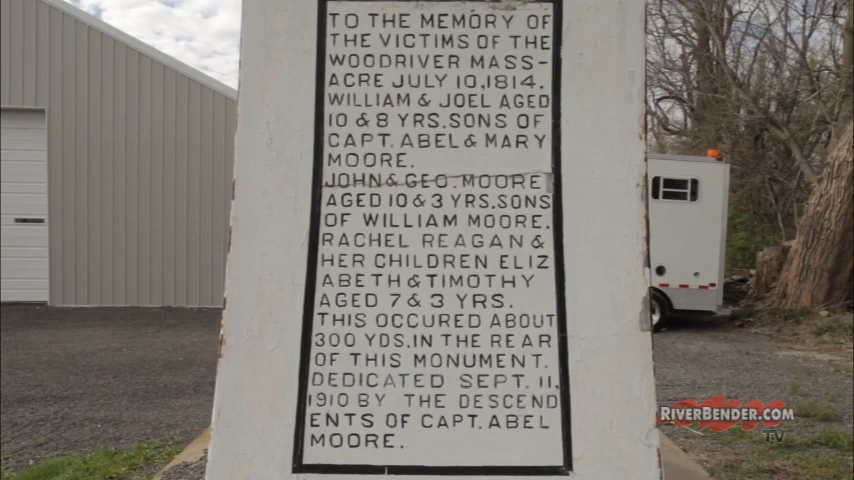 TO THE MEMORY OF
THE VICTIMS OF THE
WOODRIVER MASS-
ACRE JULY 10, 1814.
WILLIAM & JOEL AGED
10 & 8 YRS. SONS OF
CAPT. ABEL & MARY
MOORE.
JOHN & GEO. MOORE
AGED 10 & 3 YRS. SONS
OF WILLIAM MOORE.
RACHEL REAGAN &
HER CHILDREN ELIZ
ABETH & TIMOTHY
AGED 7 & 3 YRS.
THIS OCCURED ABOUT
300 YDS. IN THE REAR
OF THIS MONUMENT.
DEDICATED SEPT. 11,
1910 BY THE DESCEND
ENTS OF CAPT. ABEL
MOORE.
RIVERBENDER.COM
TV